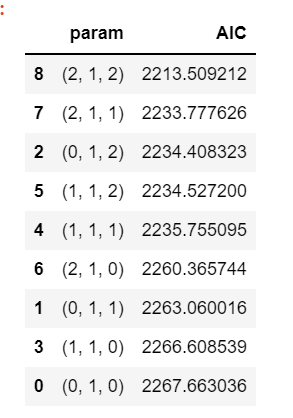 :
param AIC
8 (2, 1, 2) 2213.509212
7 (2, 1, 1) 2233.777626
2 (0, 1, 2) 2234.408323
5 (1, 1, 2) 2234.527200
4 (1, 1, 1) 2235.755095
6 (2, 1, 0) 2260.365744
1 (0, 1, 1) 2263.060016
3 (1, 1, 0) 2266.608539
0 (0, 1, 0) 2267.663036